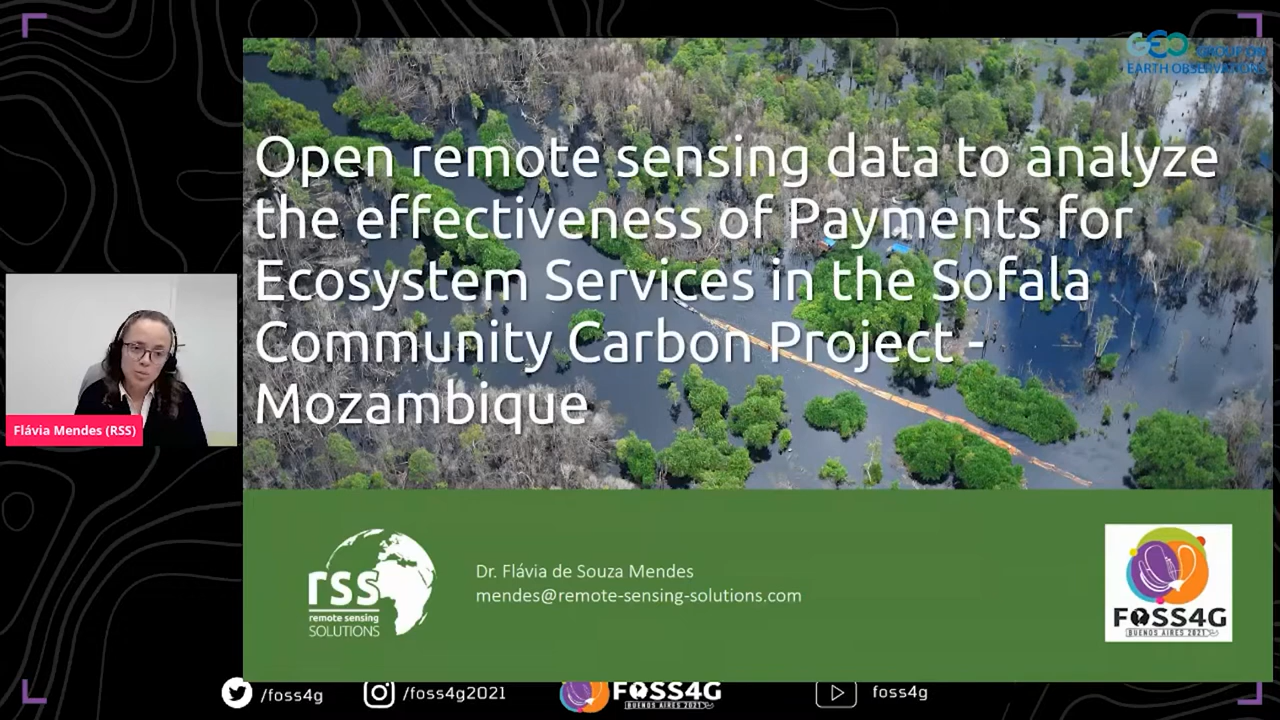 GEO GROUP ON
EARTH OBSERVATIONS
Open remote sensing data to analyze
the effectiveness of Payments for
Ecosystem Services in the Sofala
Community Carbon Project -
Mozambique
Flávia Mendes (RSS)
rss
remote sensing
SOLUTIONS
Dr. Flávia de Souza Mendes
mendes@remote-sensing-solutions.com
FOSS4G
BUENOS AIRES 2021
/foss4g
/foss4g2021
FOSS4G
BUENOS AIRES 2021
foss4g